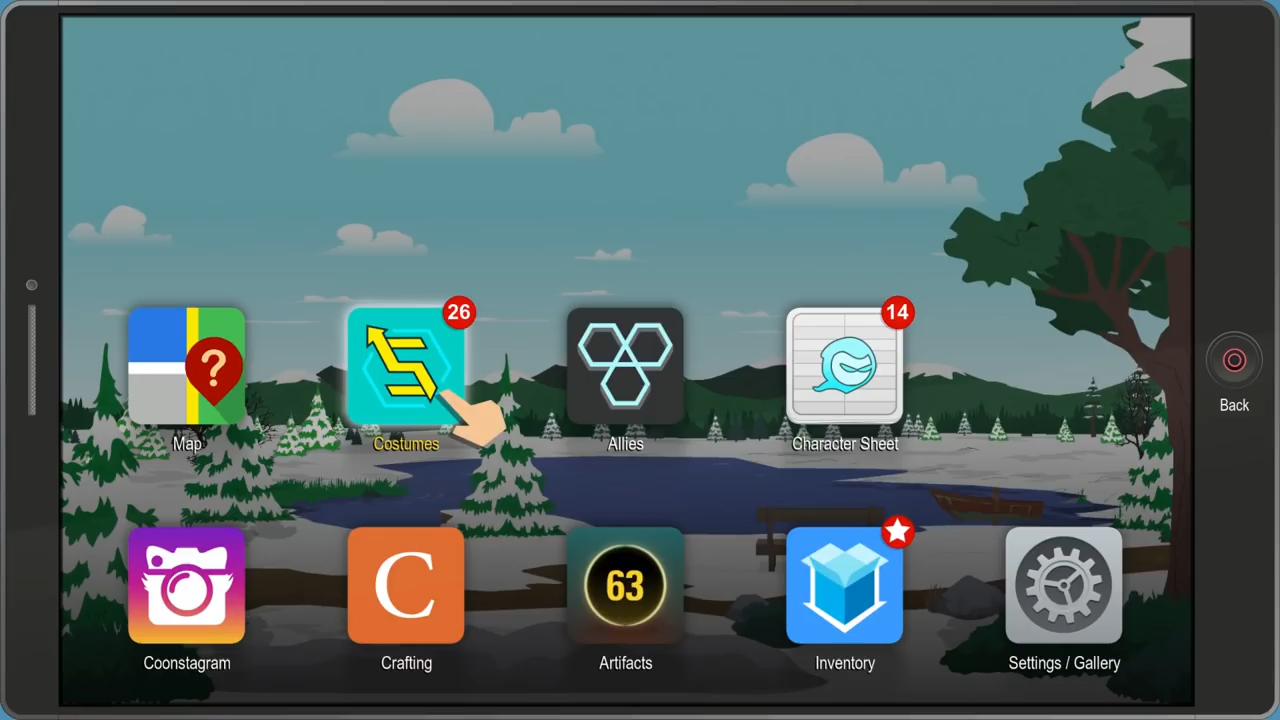 26
14
?
Map
Costumes
Allies
Character Sheet
Back
C
63
Coonstagram
Crafting
Artifacts
Inventory
Settings / Gallery